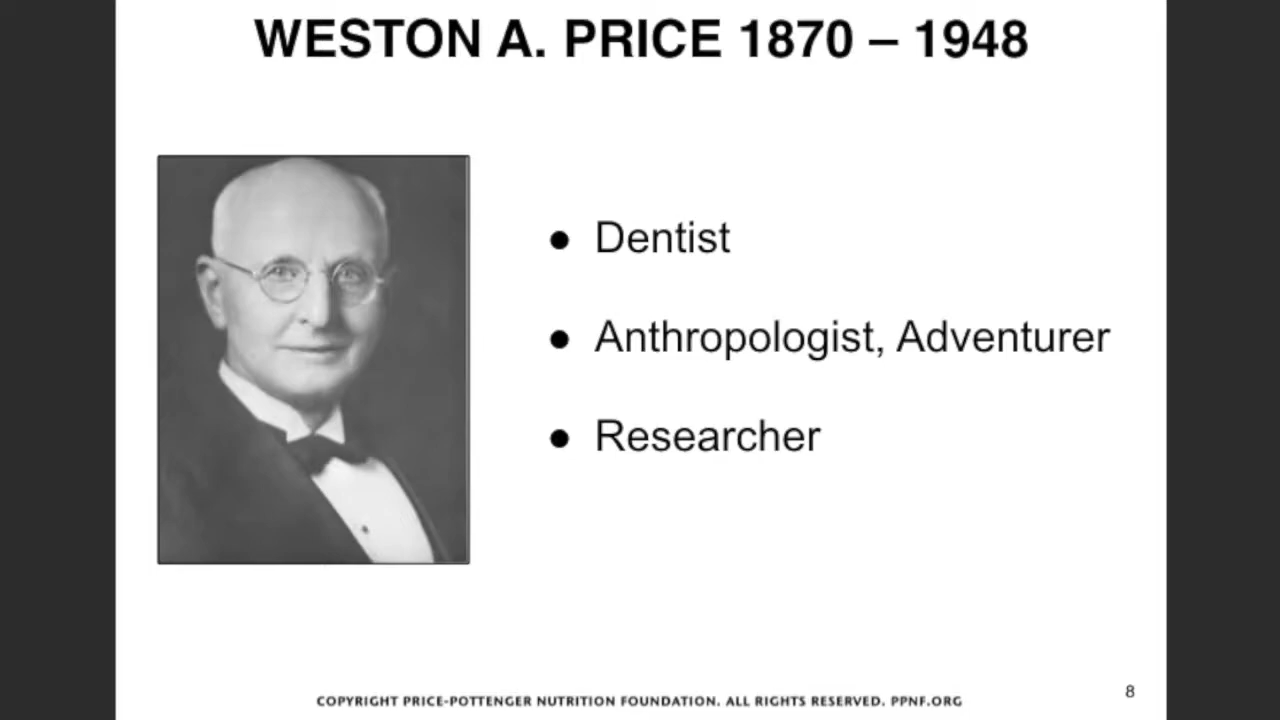 WESTON A. PRICE 1870 – 1948
● Dentist
● Anthropologist, Adventurer
● Researcher
COPYRIGHT PRICE-POTTENGER NUTRITION FOUNDATION. ALL RIGHTS RESERVED. PPNF.ORG
8